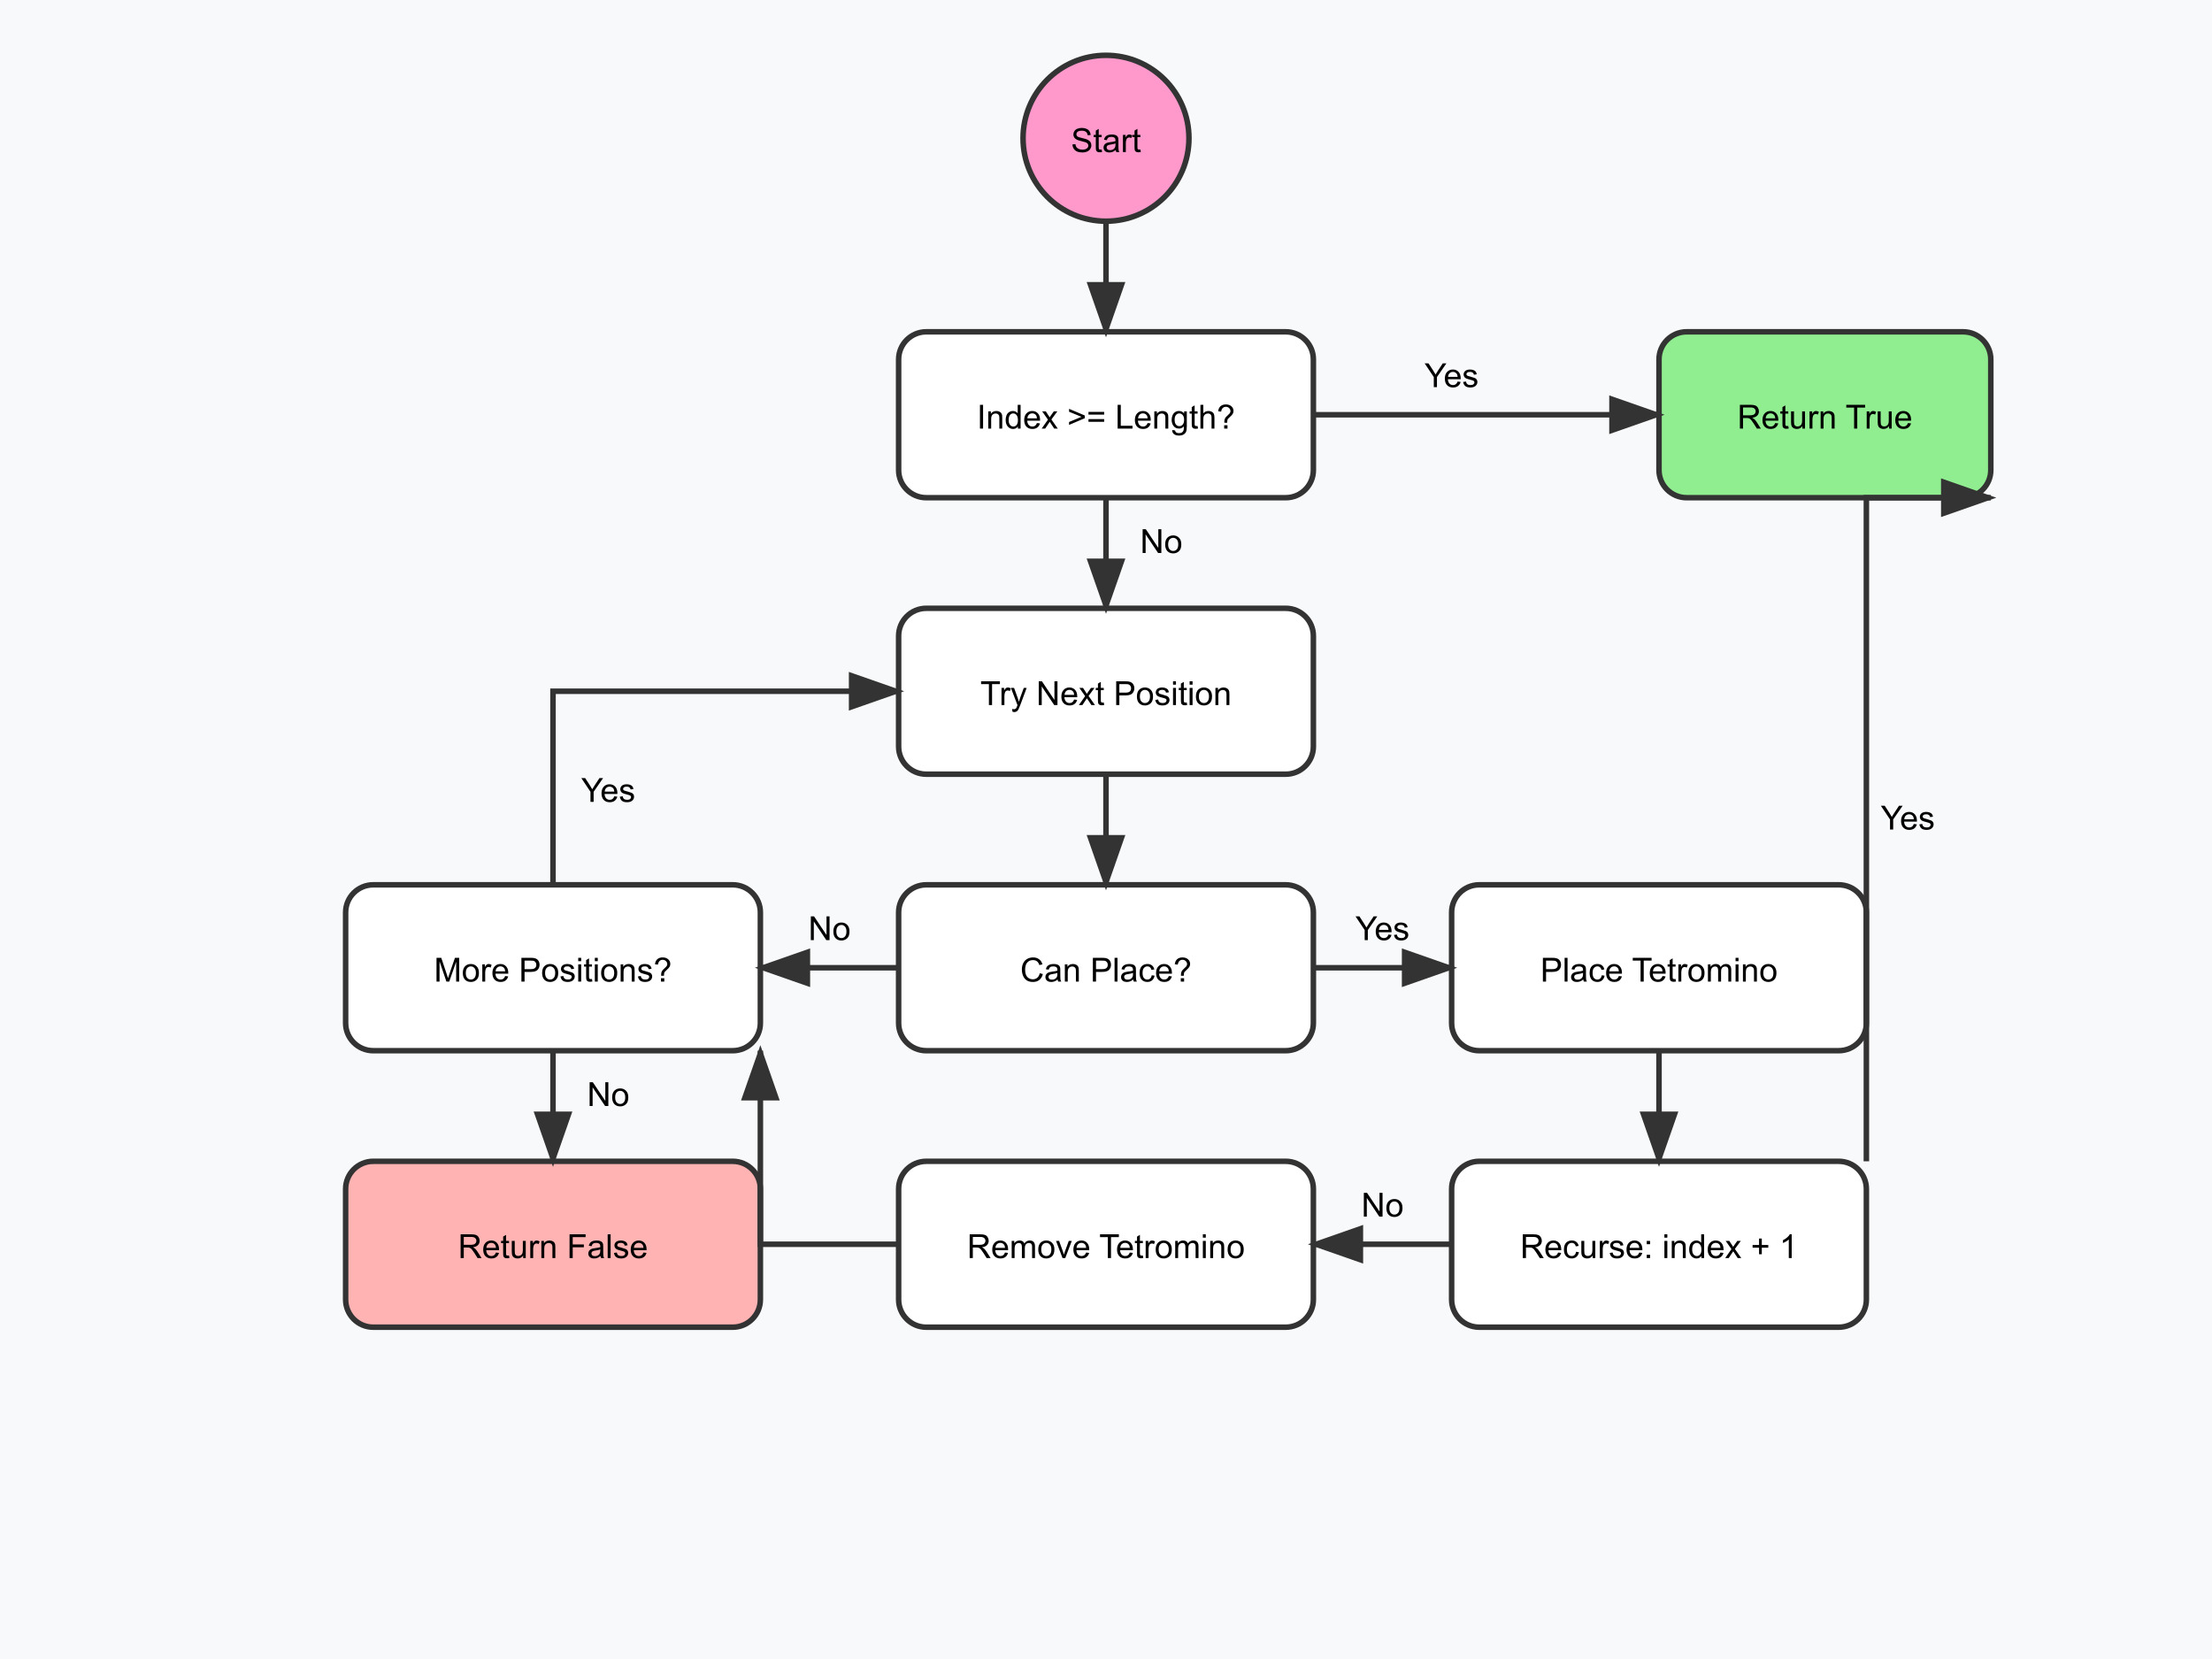 Start
Yes
Index >= Length?
Return True
No
Try Next Position
Yes
Yes
No
Yes
More Positions?
Can Place?
Place Tetromino
No
No
Return False
Remove Tetromino
Recurse: index + 1